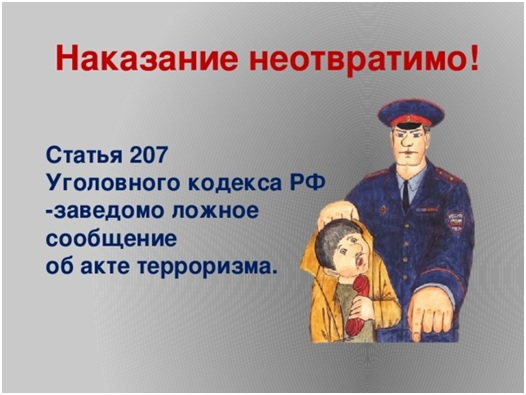 Наказание неотвратимо!
Статья 207
Уголовного кодекса РФ
-заведомо ложное
сообщение
об акте терроризма.